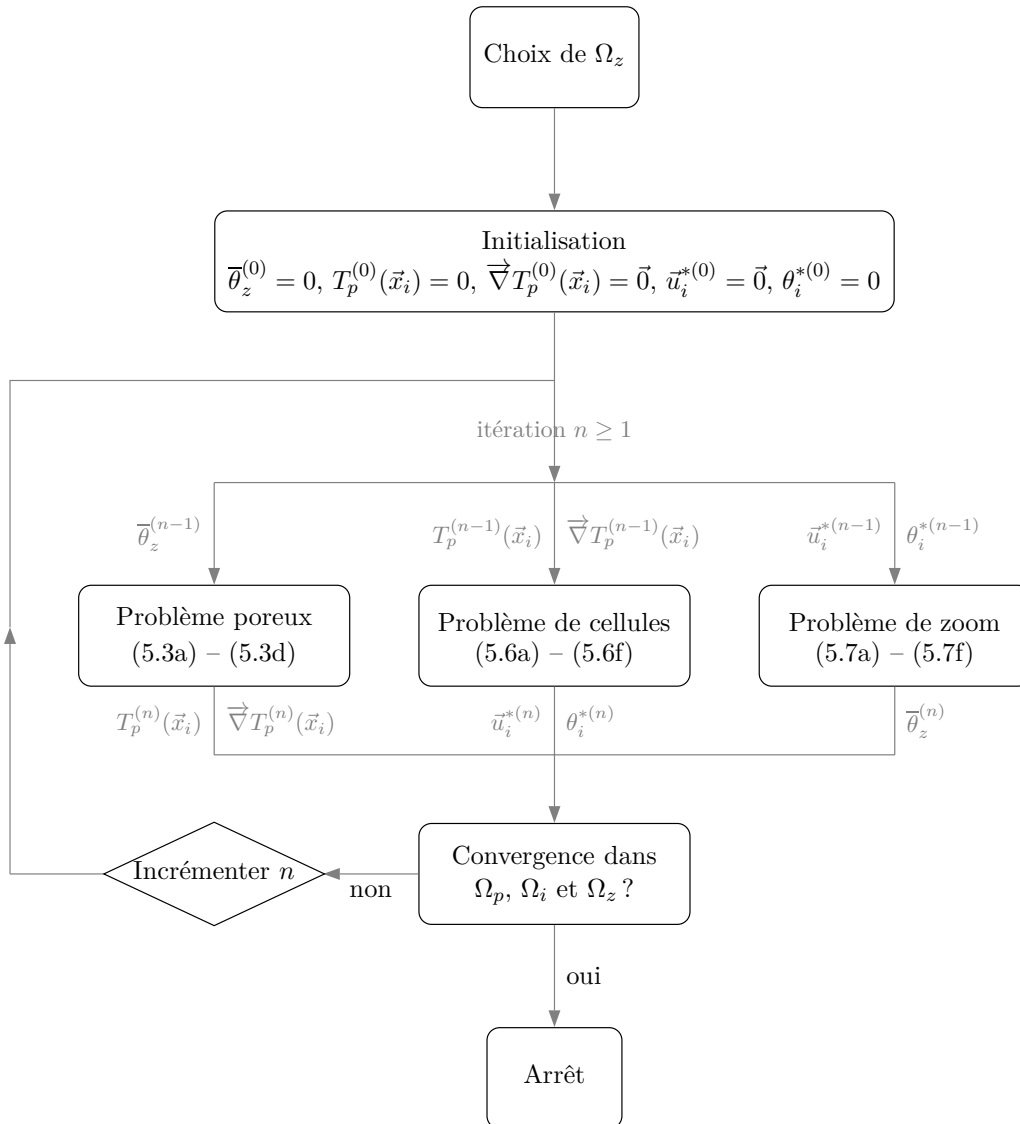 Choix de Ω_z
Initialisation
θ̅_z^{(0)} = 0, T_p^{(0)}(x⃗_i) = 0, ∇⃗T_p^{(0)}(x⃗_i) = 0⃗, u⃗_i^{*(0)} = 0⃗, θ_i^{*(0)} = 0
itération n ≥ 1
θ̅_z^{(n−1)}
T_p^{(n−1)}(x⃗_i) ∇⃗T_p^{(n−1)}(x⃗_i)
u⃗_i^{*(n−1)} θ_i^{*(n−1)}
Problème poreux
(5.3a) – (5.3d)
Problème de cellules
(5.6a) – (5.6f)
Problème de zoom
(5.7a) – (5.7f)
T_p^{(n)}(x⃗_i) ∇⃗T_p^{(n)}(x⃗_i)
u⃗_i^{*(n)} θ_i^{*(n)}
θ̅_z^{(n)}
Convergence dans
Ω_p, Ω_i et Ω_z ?
non
Incrémenter n
oui
Arrêt